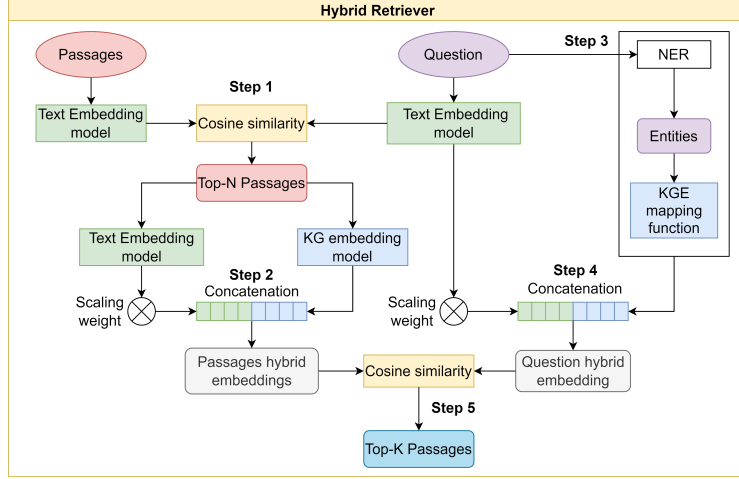 Hybrid Retriever
Passages
Question
Step 3
NER
Step 1
Text Embedding
model
Cosine similarity
Text Embedding
model
Entities
Top-N Passages
KGE
mapping
function
Text Embedding
model
KG embedding
model
Step 2
Concatenation
Step 4
Concatenation
Scaling
weight
Scaling
weight
Passages hybrid
embeddings
Cosine similarity
Question hybrid
embedding
Step 5
Top-K Passages